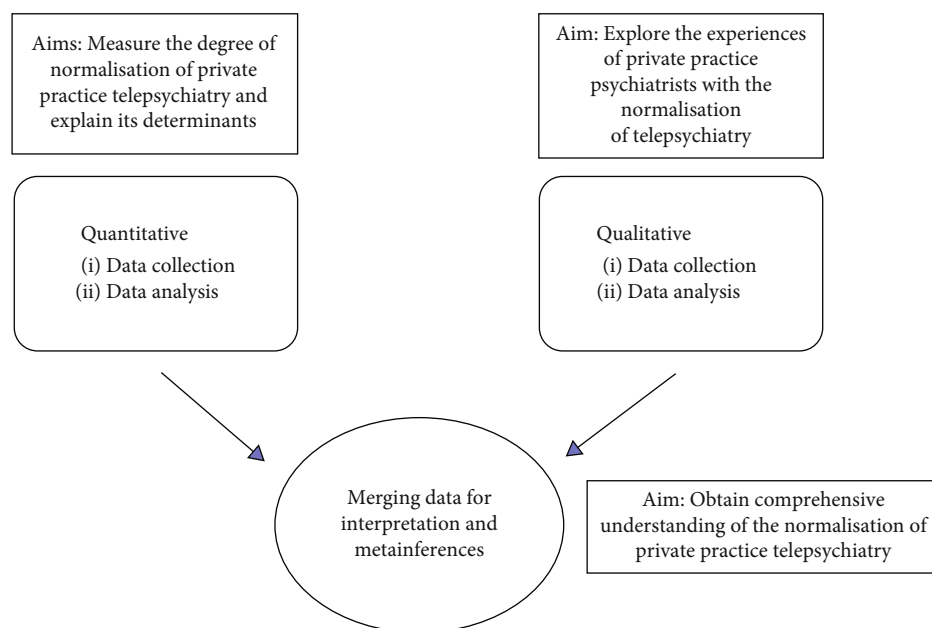 Aims: Measure the degree of
normalisation of private
practice telepsychiatry and
explain its determinants
Aim: Explore the experiences
of private practice
psychiatrists with the
normalisation
of telepsychiatry
Quantitative
(i) Data collection
(ii) Data analysis
Qualitative
(i) Data collection
(ii) Data analysis
Merging data for
interpretation and
metainferences
Aim: Obtain comprehensive
understanding of the normalisation of
private practice telepsychiatry